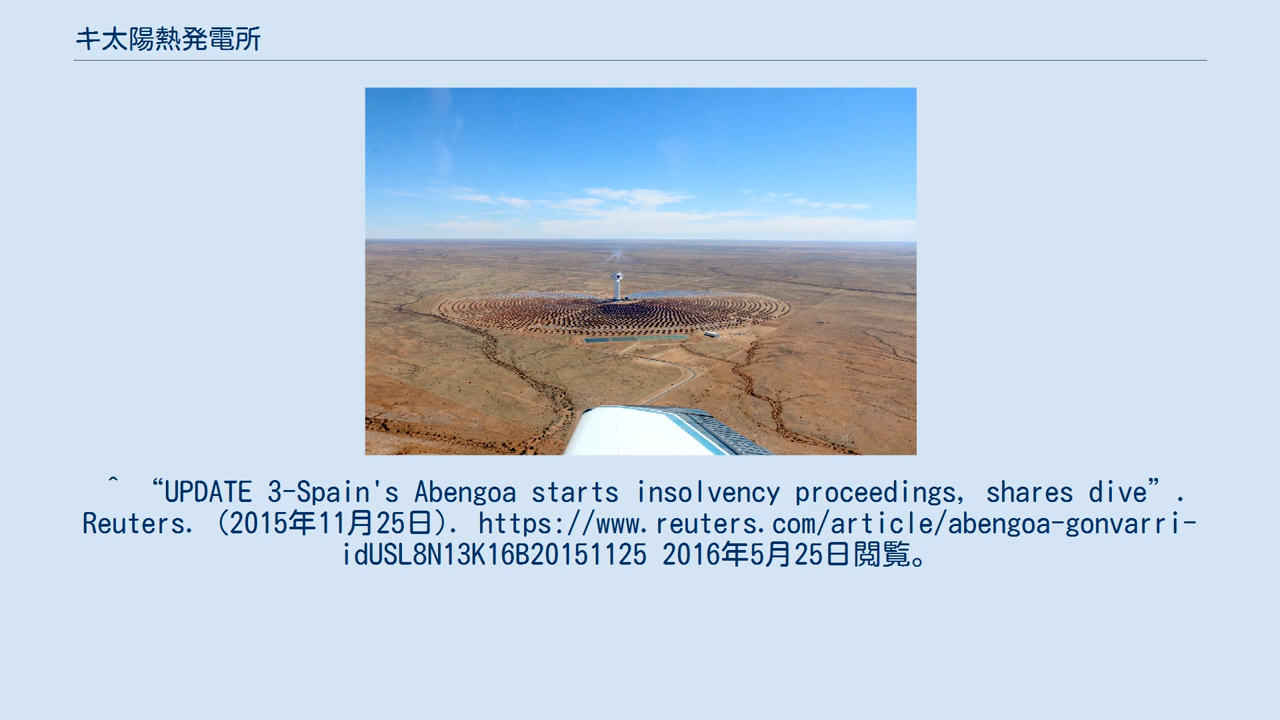 キ太陽熱発電所
^ “UPDATE 3-Spain's Abengoa starts insolvency proceedings, shares dive”.
Reuters. (2015年11月25日). https://www.reuters.com/article/abengoa-gonvarri-
idUSL8N13K16B20151125 2016年5月25日閲覧。